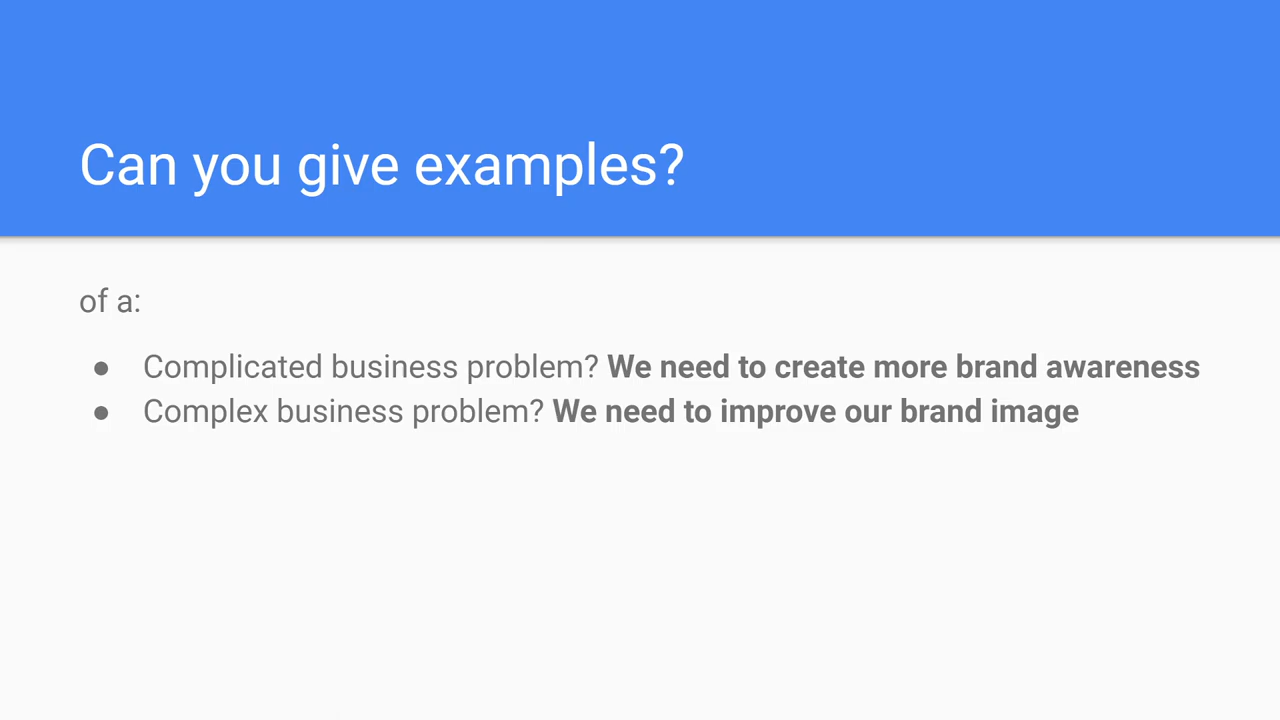 Can you give examples?
of a:
● Complicated business problem? We need to create more brand awareness
● Complex business problem? We need to improve our brand image